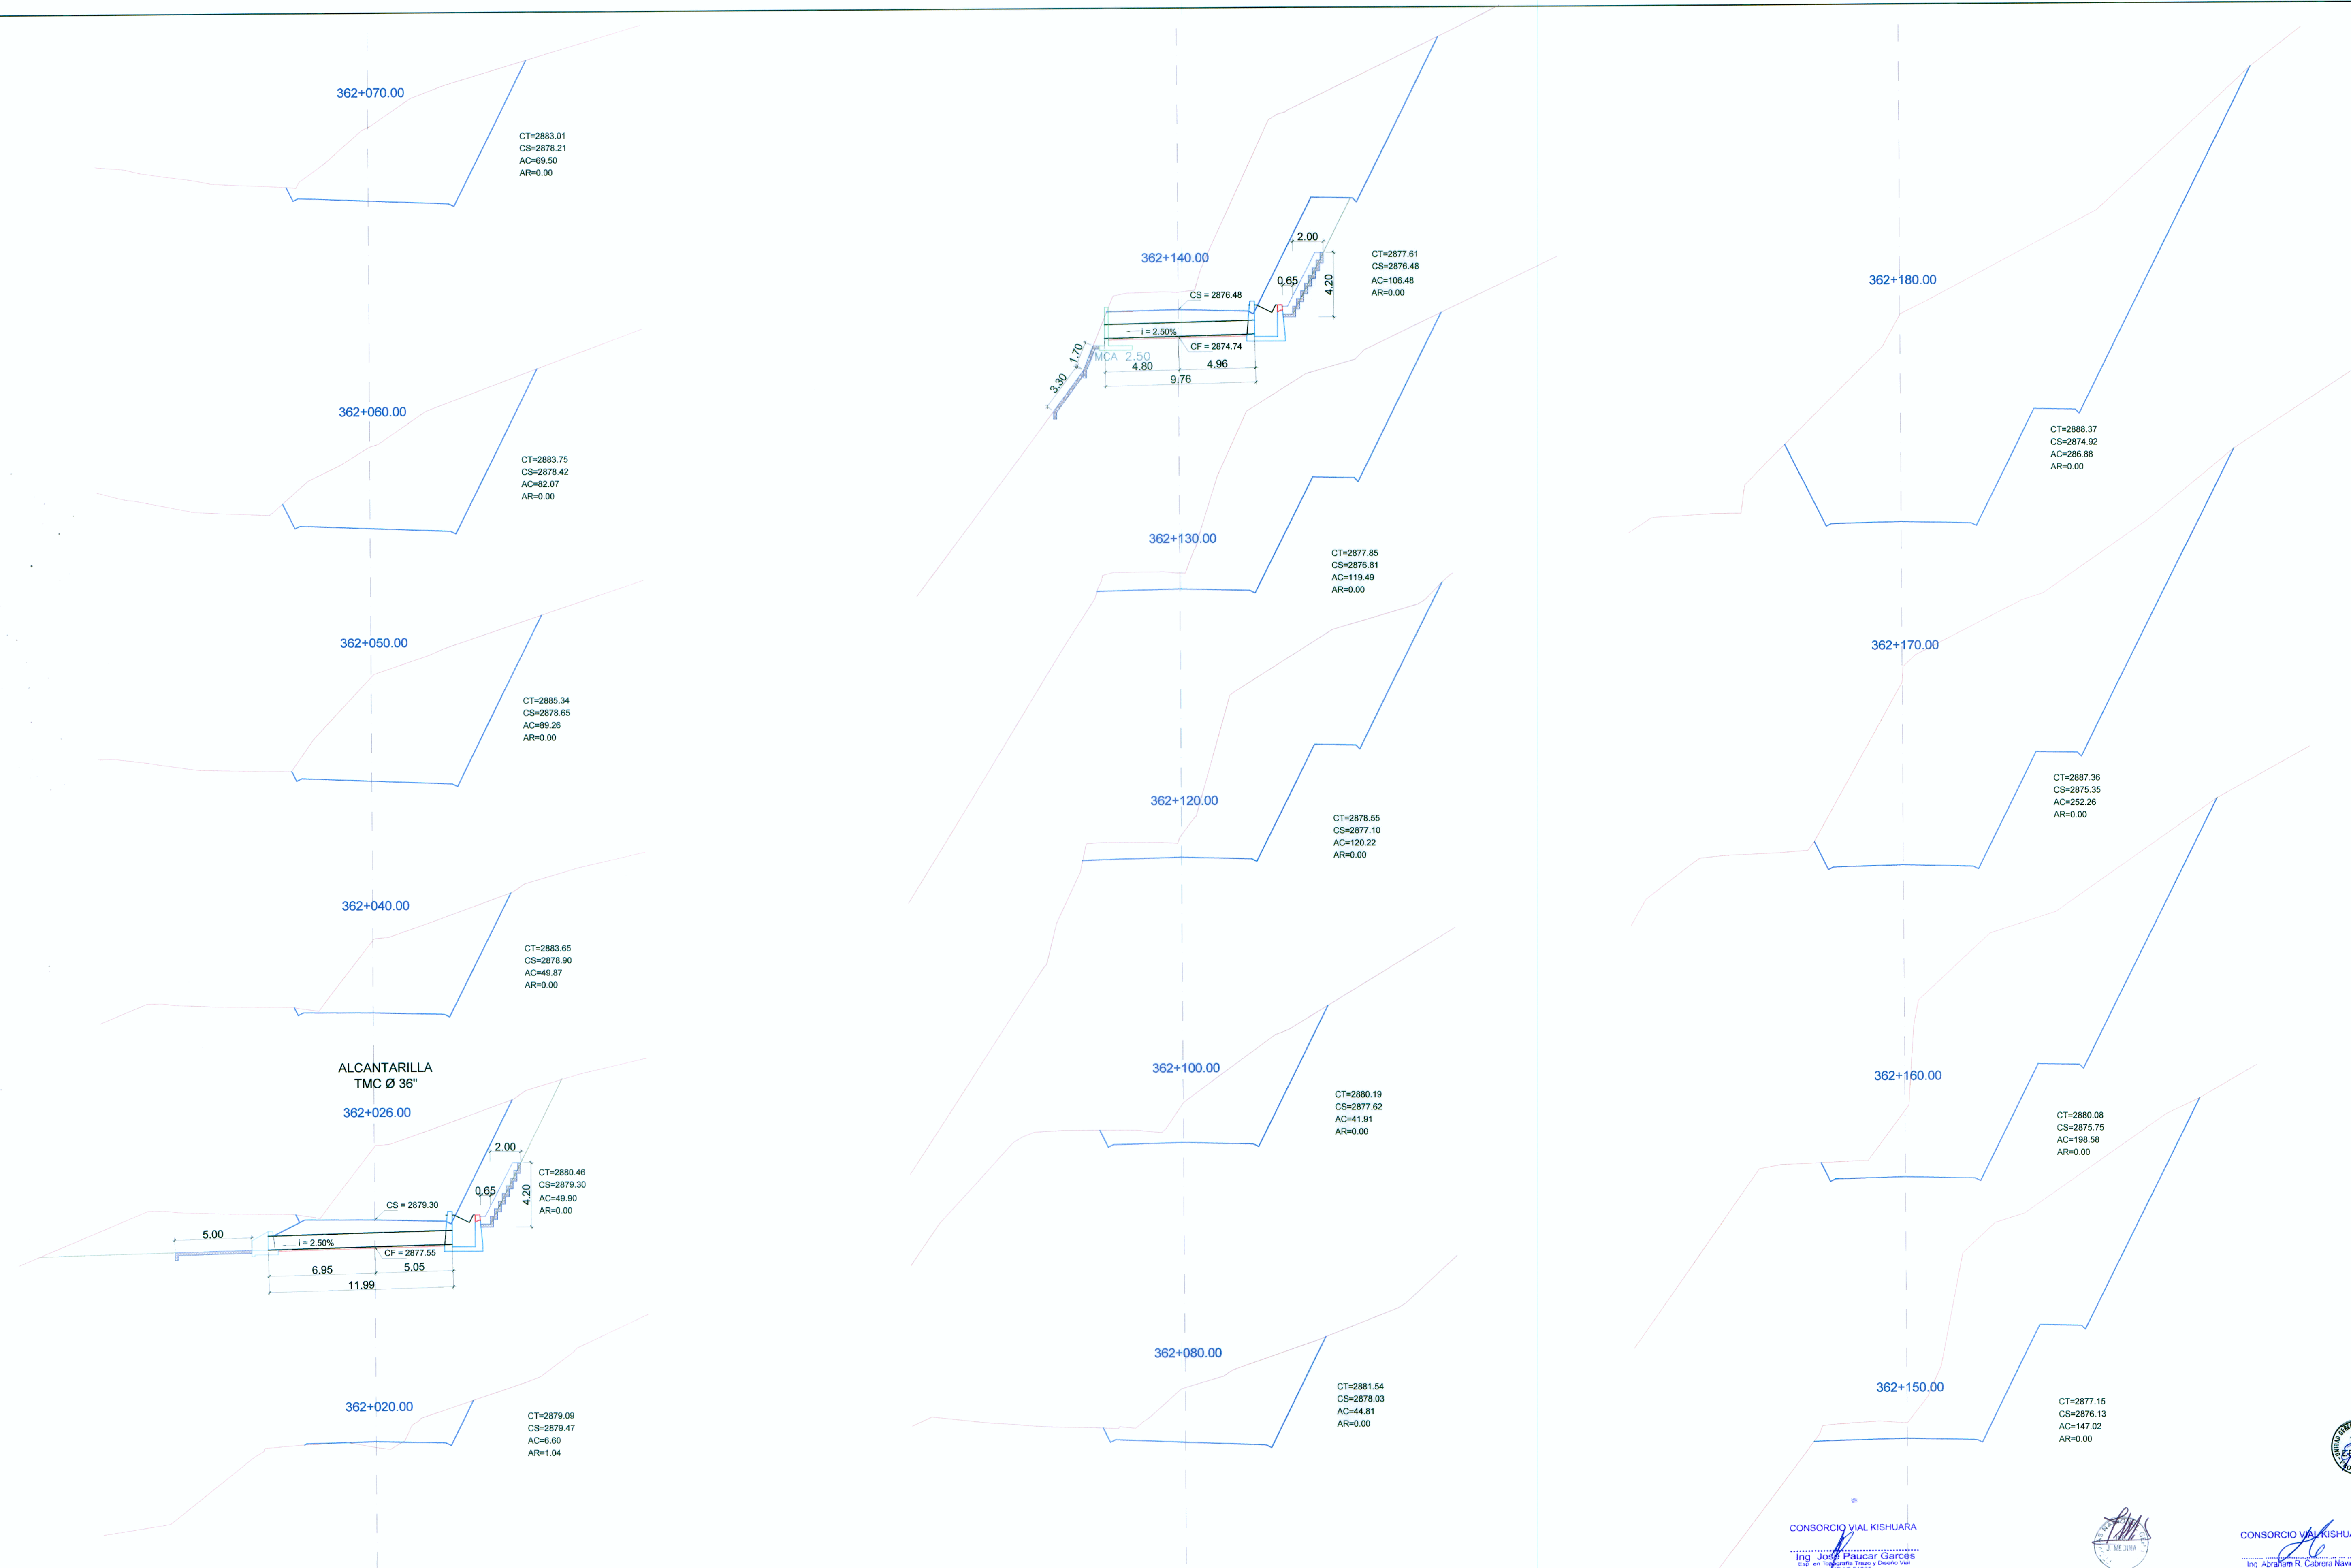 362+070.00
CT=2883.01
CS=2878.21
AC=69.50
AR=0.00
362+060.00
CT=2883.75
CS=2878.42
AC=82.07
AR=0.00
362+050.00
CT=2885.34
CS=2878.65
AC=89.26
AR=0.00
362+040.00
CT=2883.65
CS=2878.90
AC=49.87
AR=0.00
ALCANTARILLA
TMC Ø 36"
362+026.00
2.00
CT=2880.46
CS=2879.30
AC=49.90
AR=0.00
0.65
4.20
CS = 2879.30
5.00
i = 2.50%
CF = 2877.55
6.95
5.05
11.99
362+020.00
CT=2879.09
CS=2879.47
AC=6.60
AR=1.04
362+140.00
2.00
CT=2877.61
CS=2876.48
AC=106.46
AR=0.00
0.65
4.20
CS = 2876.48
i = 2.50%
CF = 2874.74
MCA 2.50
1.70
3.30
4.80
4.96
9.76
362+130.00
CT=2877.85
CS=2876.81
AC=119.49
AR=0.00
362+120.00
CT=2878.55
CS=2877.10
AC=120.22
AR=0.00
362+100.00
CT=2880.19
CS=2877.62
AC=41.91
AR=0.00
362+080.00
CT=2881.54
CS=2878.03
AC=44.81
AR=0.00
362+180.00
CT=2888.37
CS=2874.92
AC=286.88
AR=0.00
362+170.00
CT=2887.36
CS=2875.35
AC=252.26
AR=0.00
362+160.00
CT=2880.08
CS=2875.75
AC=198.58
AR=0.00
362+150.00
CT=2877.15
CS=2876.13
AC=147.02
AR=0.00
CONSORCIO VIAL KISHUARA
Ing. José Paucar Garcés
Esp. en Topografía Trazo y Diseño Vial
J. MEDINA
CONSORCIO VIAL KISHUA
Ing. Abraham R. Cabrera Nava